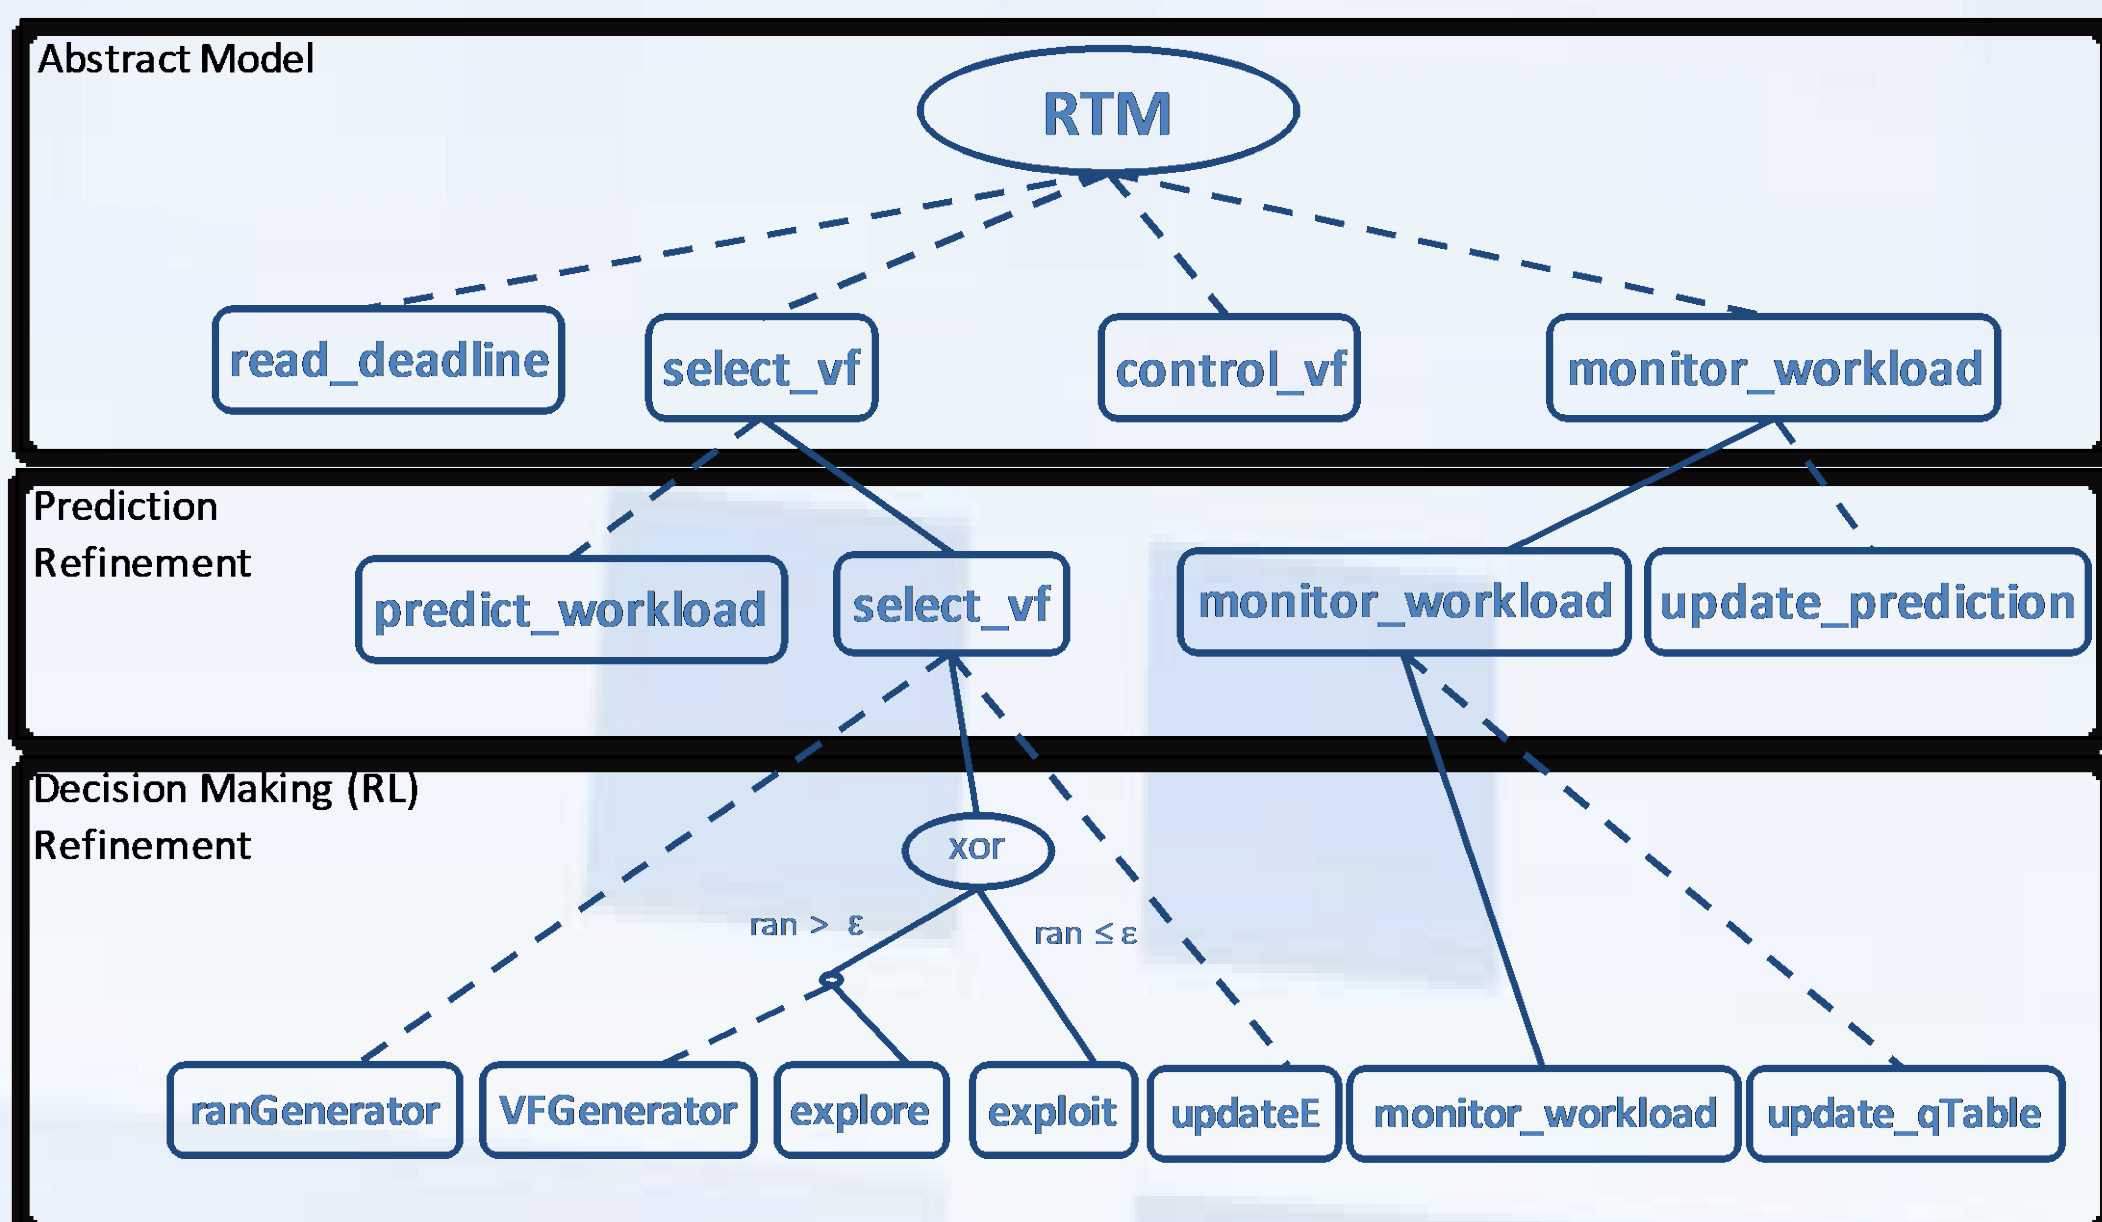 Abstract Model
RTM
read_deadline
select_vf
control_vf
monitor_workload
Prediction
Refinement
predict_workload
select_vf
monitor_workload
update_prediction
Decision Making (RL)
Refinement
xor
ran > ε
ran ≤ ε
ranGenerator
VFGenerator
explore
exploit
updateE
monitor_workload
update_qTable